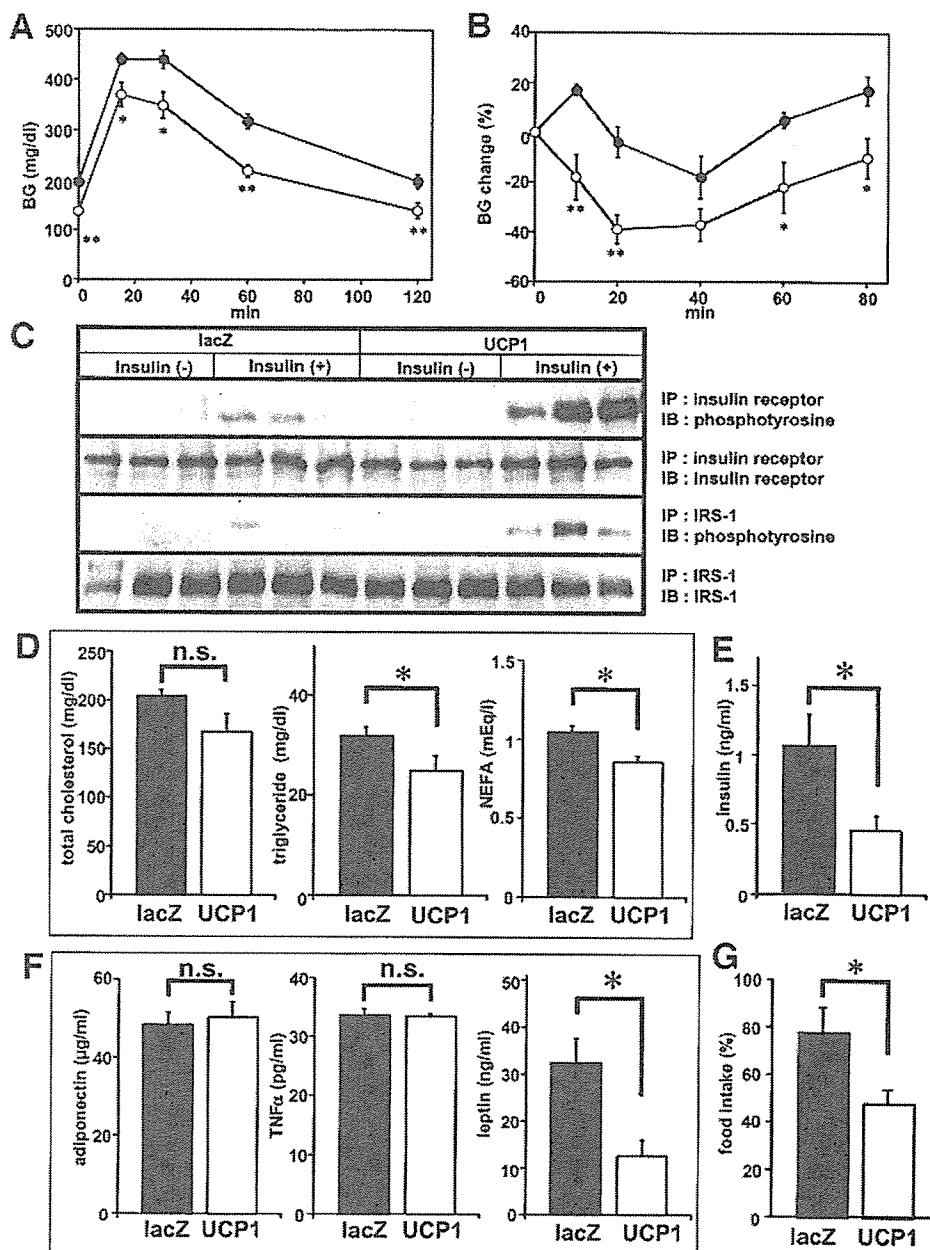 A
BG (mg/dl)
500
400
300
200
100
0
* *
** ** **
0 20 40 60 80 100 120
min
B
BG change (%)
40
20
0
-20
-40
-60
** ** * *
0 20 40 60 80
min
C
lacZ UCP1
Insulin (-) Insulin (+) Insulin (-) Insulin (+)
IP : insulin receptor
IB : phosphotyrosine
IP : insulin receptor
IB : insulin receptor
IP : IRS-1
IB : phosphotyrosine
IP : IRS-1
IB : IRS-1
D
total cholesterol (mg/dl)
250
200
150
100
50
0
n.s.
lacZ UCP1
triglyceride (mg/dl)
40
20
0
*
lacZ UCP1
NEFA (mEq/l)
1.5
1
0.5
0
*
lacZ UCP1
E
Insulin (ng/ml)
1.5
1
0.5
0
*
lacZ UCP1
F
adiponectin (μg/ml)
60
40
20
0
n.s.
lacZ UCP1
TNFα (pg/ml)
40
30
20
10
0
n.s.
lacZ UCP1
leptin (ng/ml)
40
30
20
10
0
*
lacZ UCP1
G
food intake (%)
100
80
60
40
20
0
*
lacZ UCP1